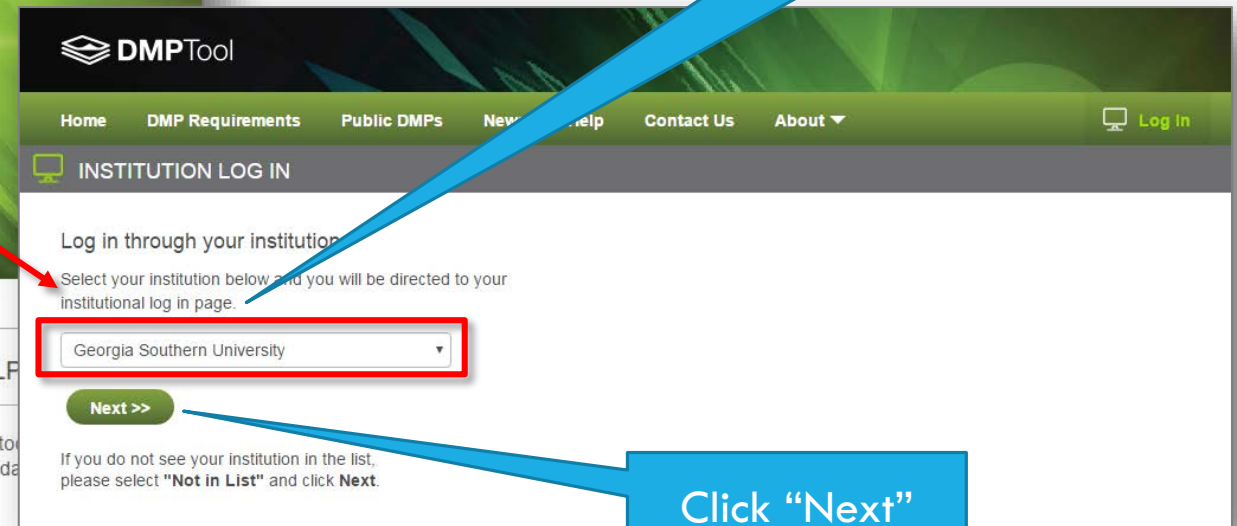 DMPTool
Home DMP Requirements Public DMPs News Help Contact Us About Log In
INSTITUTION LOG IN
Log in through your institution
Select your institution below and you will be directed to your
institutional log in page.
Georgia Southern University
Next >>
If you do not see your institution in the list,
please select "Not in List" and click Next.
Click “Next”